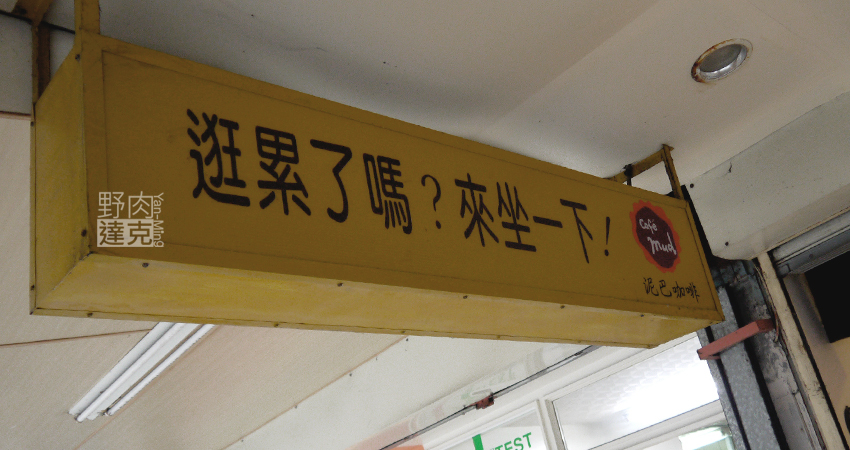 逛累了嗎?來坐一下!
Café
mud
泥巴咖啡
野肉
達克
Yan-Ming
TEST